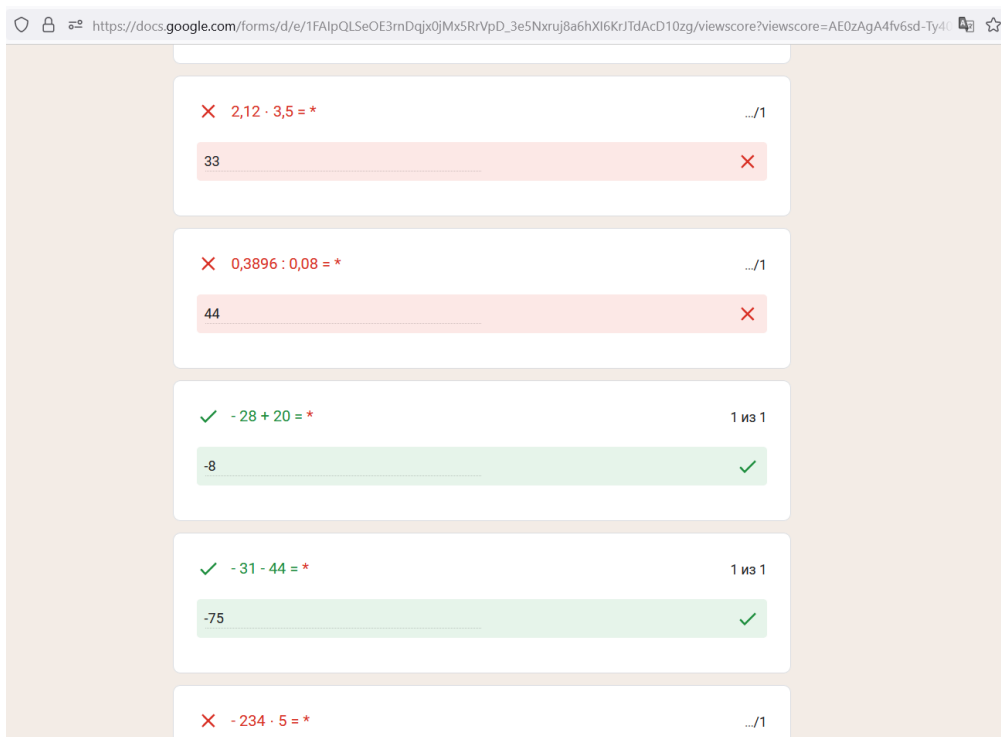 https://docs.google.com/forms/d/e/1FAIpQLSeOE3rnDqjx0jMx5RrVpD_3e5Nxruj8a6hXI6KrJTdAcD10zg/viewscore?viewscore=AE0zAgA4fv6sd-Ty40
2,12 · 3,5 = *
.../1
33
0,3896 : 0,08 = *
.../1
44
- 28 + 20 = *
1 из 1
-8
- 31 - 44 = *
1 из 1
-75
- 234 · 5 = *
.../1